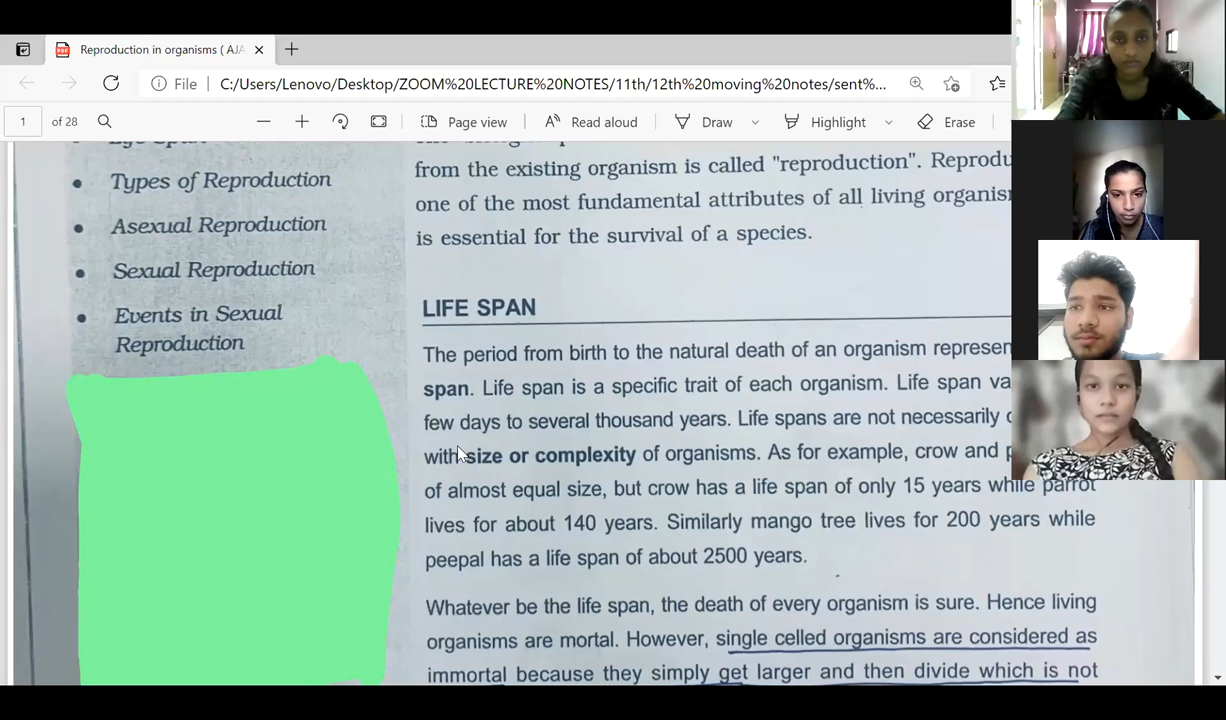 Reproduction in organisms ( AJA
File
C:/Users/Lenovo/Desktop/ZOOM%20LECTURE%20NOTES/11th/12th%20moving%20notes/sent%...
1 of 28
Page view
Read aloud
Draw
Highlight
Erase
• Types of Reproduction
• Asexual Reproduction
• Sexual Reproduction
• Events in Sexual
Reproduction
from the existing organism is called "reproduction". Reprodu
one of the most fundamental attributes of all living organis
is essential for the survival of a species.
LIFE SPAN
The period from birth to the natural death of an organism represen
span. Life span is a specific trait of each organism. Life span va
few days to several thousand years. Life spans are not necessarily
with size or complexity of organisms. As for example, crow and
of almost equal size, but crow has a life span of only 15 years while parrot
lives for about 140 years. Similarly mango tree lives for 200 years while
peepal has a life span of about 2500 years.
Whatever be the life span, the death of every organism is sure. Hence living
organisms are mortal. However, single celled organisms are considered as
immortal because they simply get larger and then divide which is not